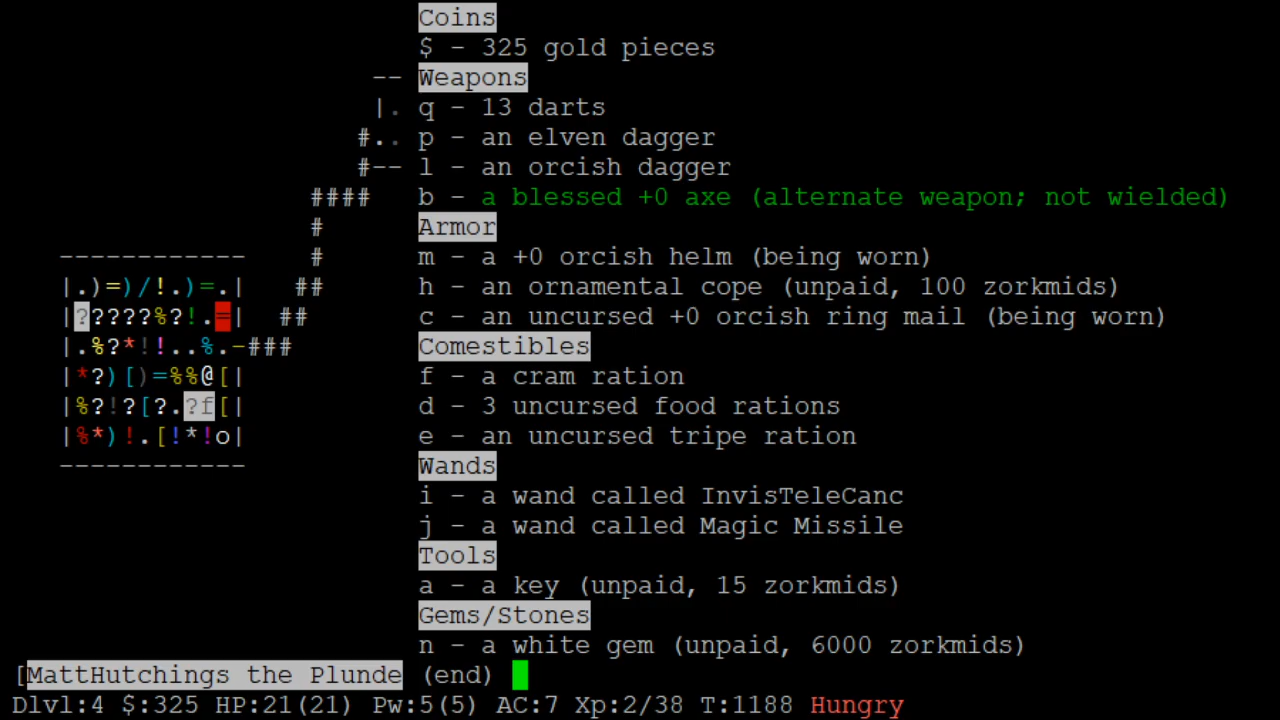 Coins
$ - 325 gold pieces
-- Weapons
|. q - 13 darts
#.. p - an elven dagger
#-- l - an orcish dagger
#### b - a blessed +0 axe (alternate weapon; not wielded)
# Armor
------------ # m - a +0 orcish helm (being worn)
|.)=)/!.)=.| ## h - an ornamental cope (unpaid, 100 zorkmids)
|?????%?!.=| ## c - an uncursed +0 orcish ring mail (being worn)
|.%?*!!..%.-### Comestibles
|*?)[)=%%@[| f - a cram ration
|%?!?[?.?f[| d - 3 uncursed food rations
|%*)!.[!*!o| e - an uncursed tripe ration
------------ Wands
i - a wand called InvisTeleCanc
j - a wand called Magic Missile
Tools
a - a key (unpaid, 15 zorkmids)
Gems/Stones
n - a white gem (unpaid, 6000 zorkmids)
[MattHutchings the Plunde (end)
Dlvl:4 $:325 HP:21(21) Pw:5(5) AC:7 Xp:2/38 T:1188 Hungry